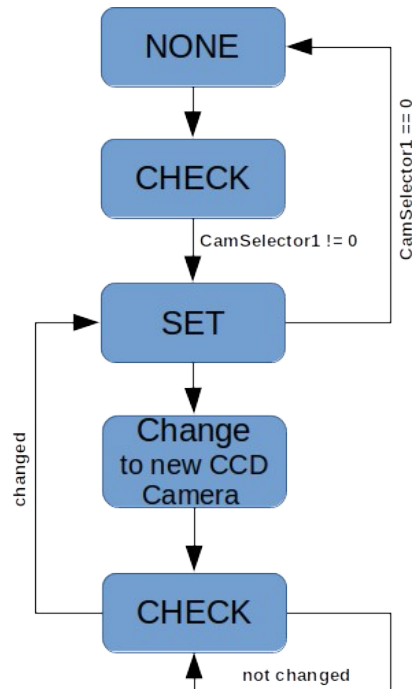 NONE
CHECK
CamSelector1 != 0
CamSelector1 == 0
SET
Change
to new CCD
Camera
changed
CHECK
not changed